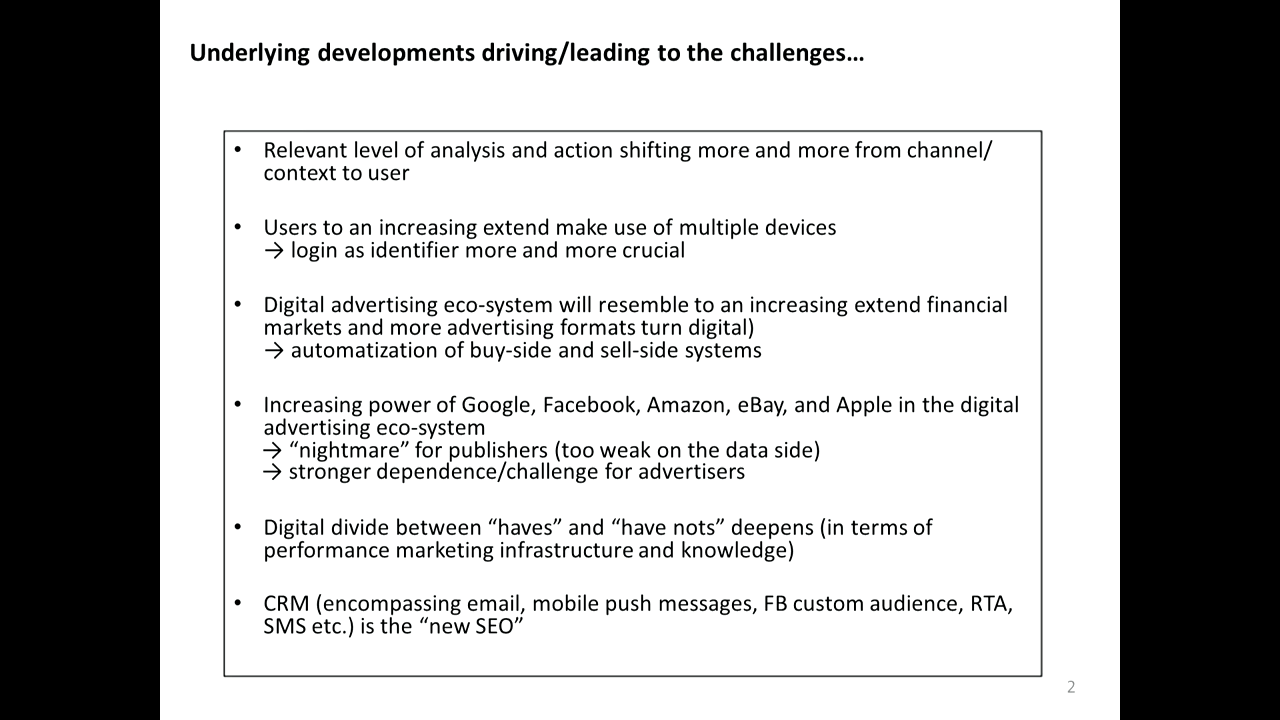 Underlying developments driving/leading to the challenges…
• Relevant level of analysis and action shifting more and more from channel/
context to user
• Users to an increasing extend make use of multiple devices
→ login as identifier more and more crucial
• Digital advertising eco-system will resemble to an increasing extend financial
markets and more advertising formats turn digital)
→ automatization of buy-side and sell-side systems
• Increasing power of Google, Facebook, Amazon, eBay, and Apple in the digital
advertising eco-system
→ “nightmare” for publishers (too weak on the data side)
→ stronger dependence/challenge for advertisers
• Digital divide between “haves” and “have nots” deepens (in terms of
performance marketing infrastructure and knowledge)
• CRM (encompassing email, mobile push messages, FB custom audience, RTA,
SMS etc.) is the “new SEO”
2